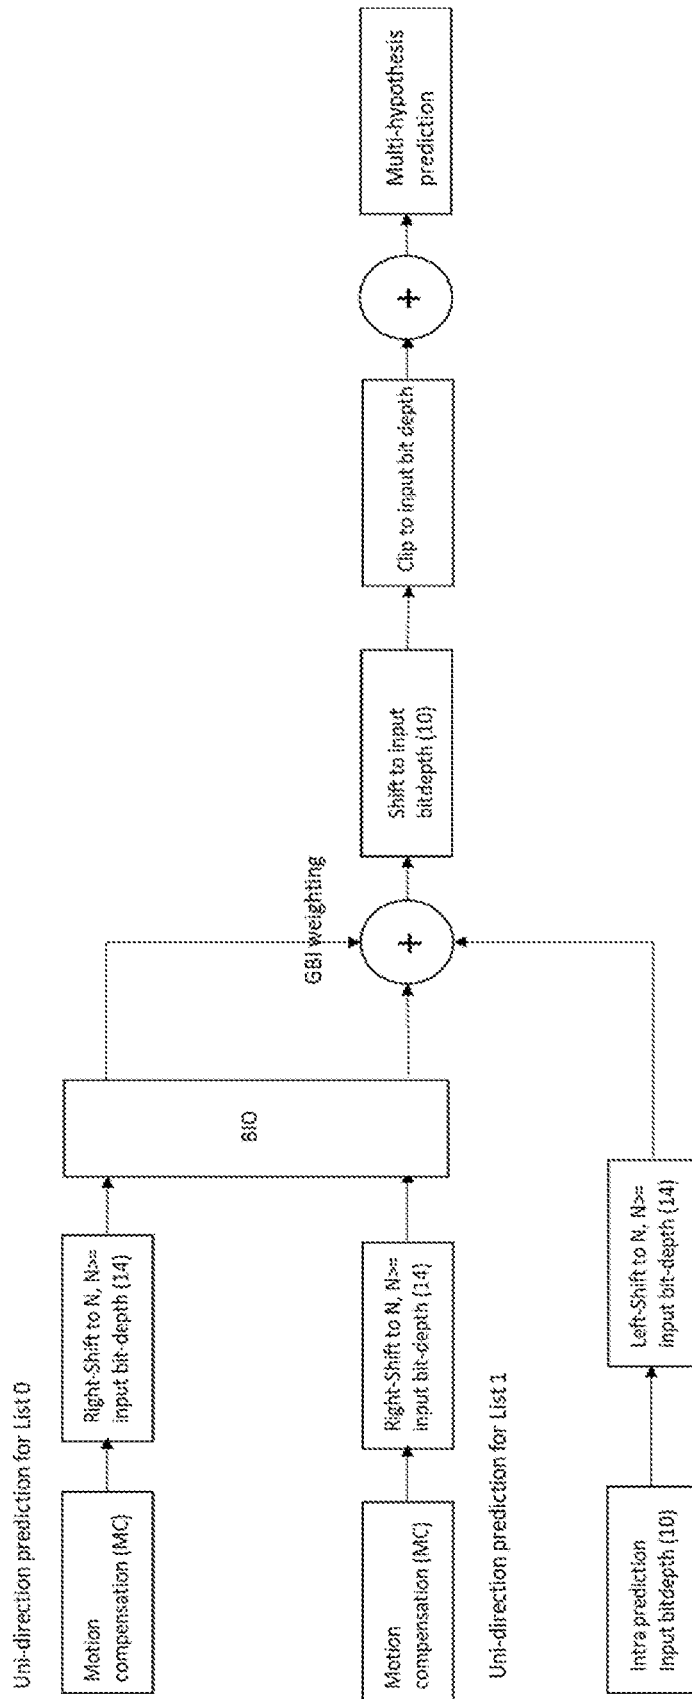 Uni-direction prediction for List 0
Motion
compensation (MC)
Right-Shift to N, N>=
input bit-depth (14)
BIO
Motion
compensation (MC)
Right-Shift to N, N>=
input bit-depth (14)
Uni-direction prediction for List 1
Intra prediction
Input bitdepth (10)
Left-Shift to N, N>=
input bit-depth (14)
GBI weighting
+
Shift to input
bitdepth (10)
Clip to input bit depth
+
Multi-hypothesis
prediction